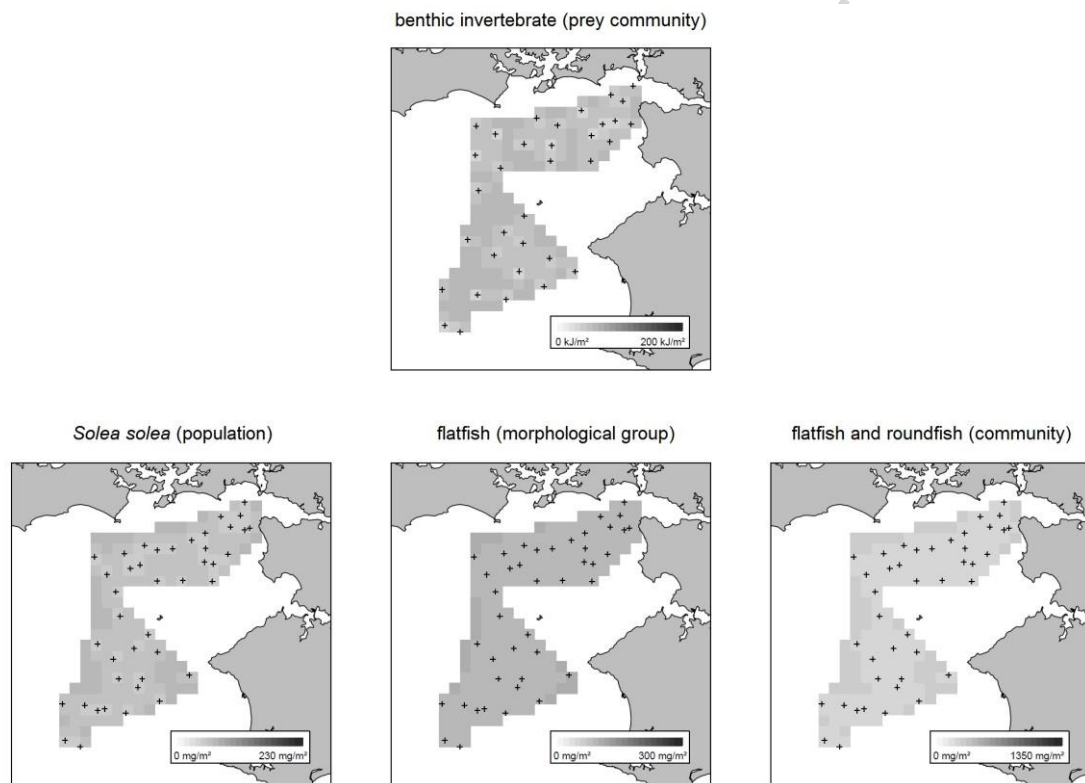 benthic invertebrate (prey community)
0 kJ/m² 200 kJ/m²
Solea solea (population)
flatfish (morphological group)
flatfish and roundfish (community)
0 mg/m² 230 mg/m²
0 mg/m² 300 mg/m²
0 mg/m² 1350 mg/m²